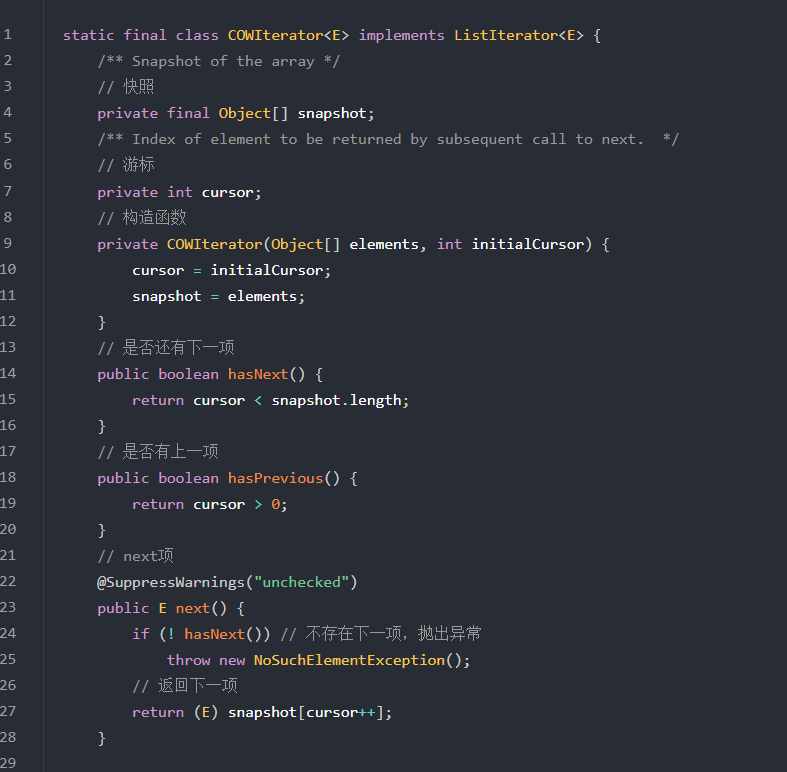 1 static final class COWIterator<E> implements ListIterator<E> {
2 /** Snapshot of the array */
3 // 快照
4 private final Object[] snapshot;
5 /** Index of element to be returned by subsequent call to next.  */
6 // 游标
7 private int cursor;
8 // 构造函数
9 private COWIterator(Object[] elements, int initialCursor) {
10 cursor = initialCursor;
11 snapshot = elements;
12 }
13 // 是否还有下一项
14 public boolean hasNext() {
15 return cursor < snapshot.length;
16 }
17 // 是否有上一项
18 public boolean hasPrevious() {
19 return cursor > 0;
20 }
21 // next项
22 @SuppressWarnings("unchecked")
23 public E next() {
24 if (! hasNext()) // 不存在下一项，抛出异常
25 throw new NoSuchElementException();
26 // 返回下一项
27 return (E) snapshot[cursor++];
28 }
29